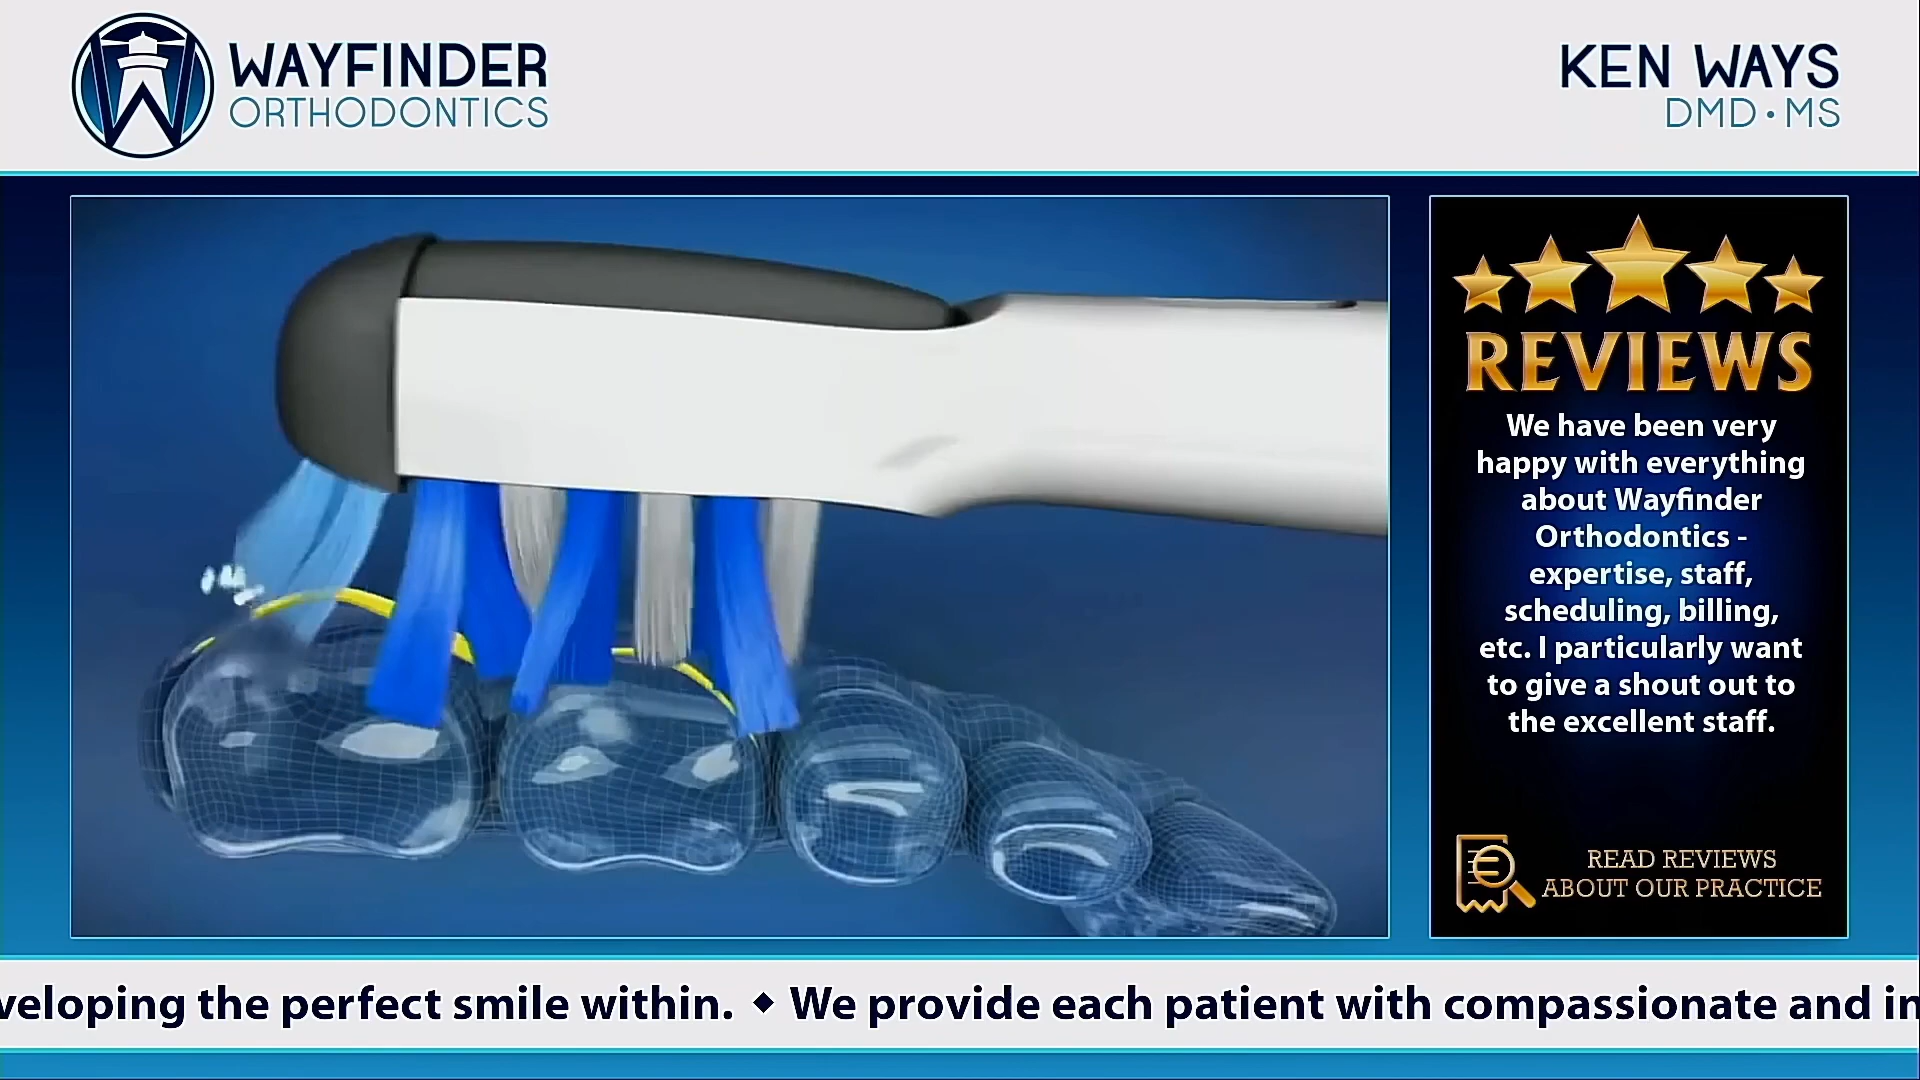 WAYFINDER
ORTHODONTICS
KEN WAYS
DMD • MS
REVIEWS
We have been very
happy with everything
about Wayfinder
Orthodontics -
expertise, staff,
scheduling, billing,
etc. I particularly want
to give a shout out to
the excellent staff.
READ REVIEWS
ABOUT OUR PRACTICE
veloping the perfect smile within. ◆ We provide each patient with compassionate and in